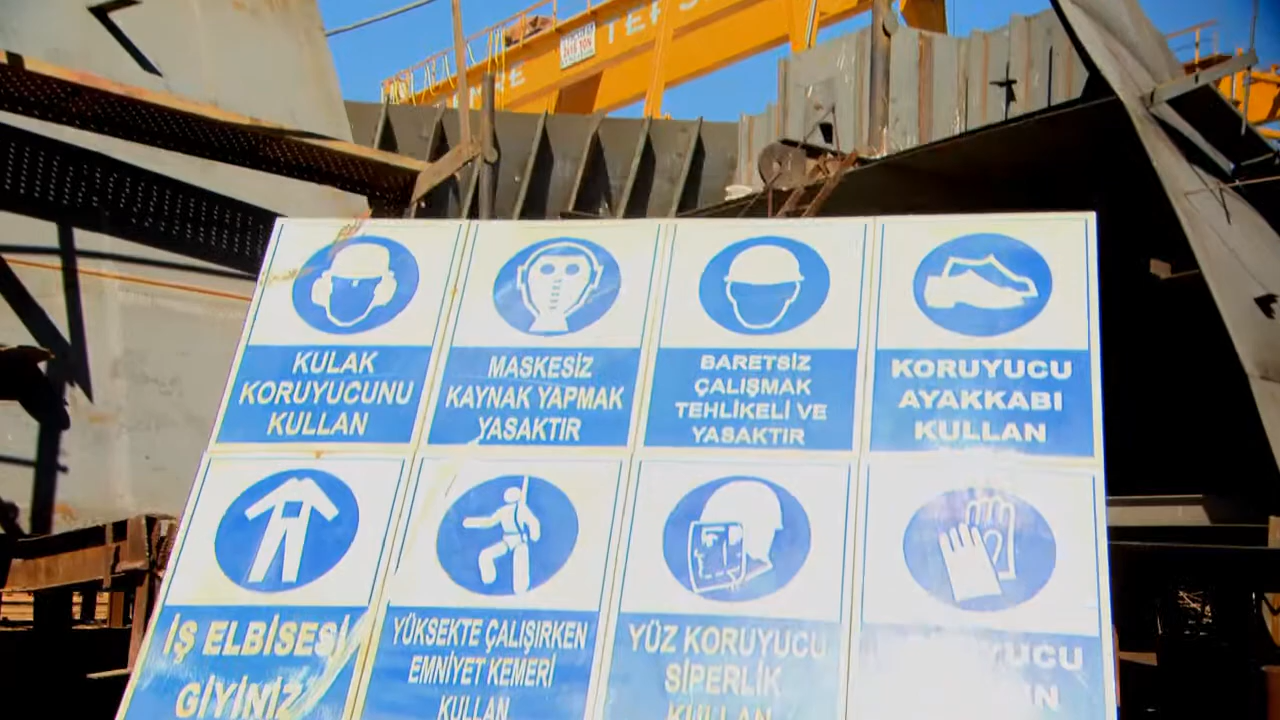 KULAK
KORUYUCUNU
KULLAN
MASKESİZ
KAYNAK YAPMAK
YASAKTIR
BARETSİZ
ÇALIŞMAK
TEHLİKELİ VE
YASAKTIR
KORUYUCU
AYAKKABI
KULLAN
İŞ ELBİSESİ
GİYİNİZ
YÜKSEKTE ÇALIŞIRKEN
EMNİYET KEMERİ
KULLAN
YÜZ KORUYUCU
SİPERLİK
KULLAN